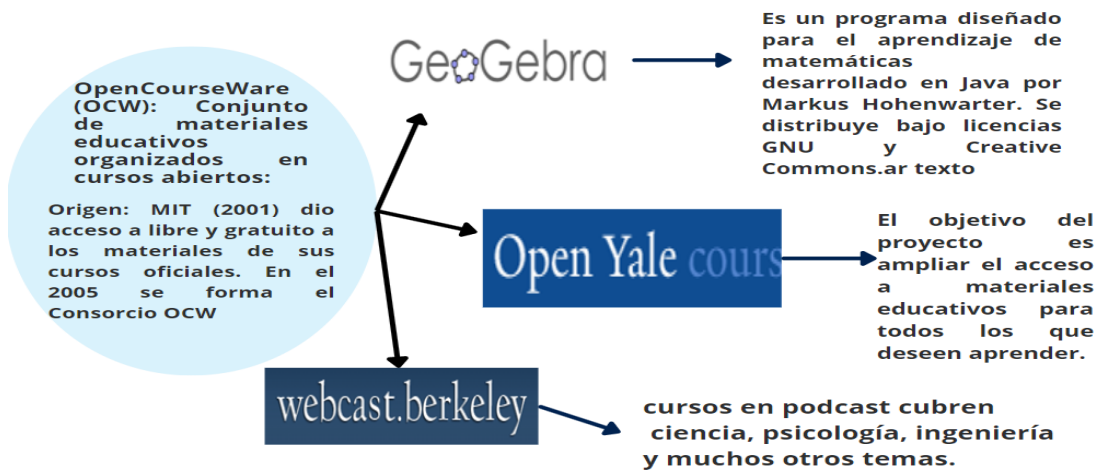 OpenCourseWare
(OCW): Conjunto
de materiales
educativos
organizados en
cursos abiertos:
Origen: MIT (2001) dio
acceso a libre y gratuito a
los materiales de sus
cursos oficiales. En el
2005 se forma el
Consorcio OCW
GeoGebra
Es un programa diseñado
para el aprendizaje de
matemáticas
desarrollado en Java por
Markus Hohenwarter. Se
distribuye bajo licencias
GNU y Creative
Commons.ar texto
Open Yale cours
El objetivo del
proyecto es
ampliar el acceso
a materiales
educativos para
todos los que
deseen aprender.
webcast.berkeley
cursos en podcast cubren
ciencia, psicología, ingeniería
y muchos otros temas.